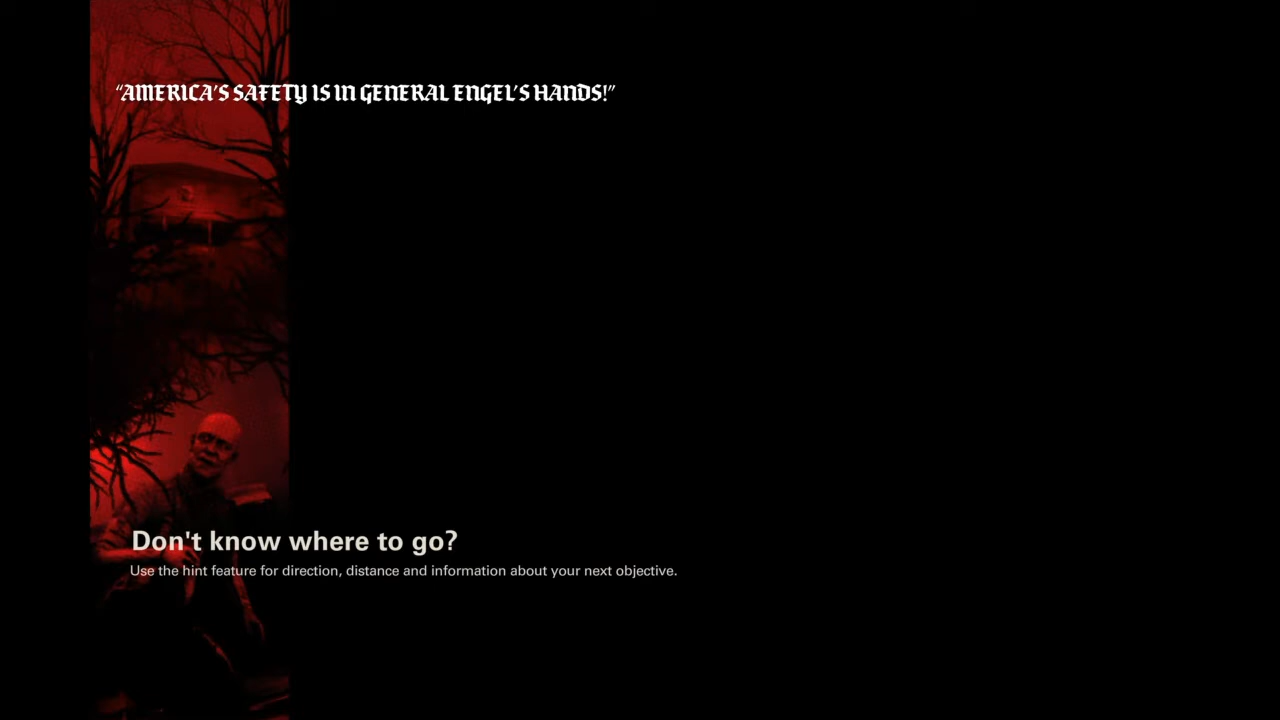 “AMERICA’S SAFETY IS IN GENERAL ENGEL’S HANDS!”
Don't know where to go?
Use the hint feature for direction, distance and information about your next objective.